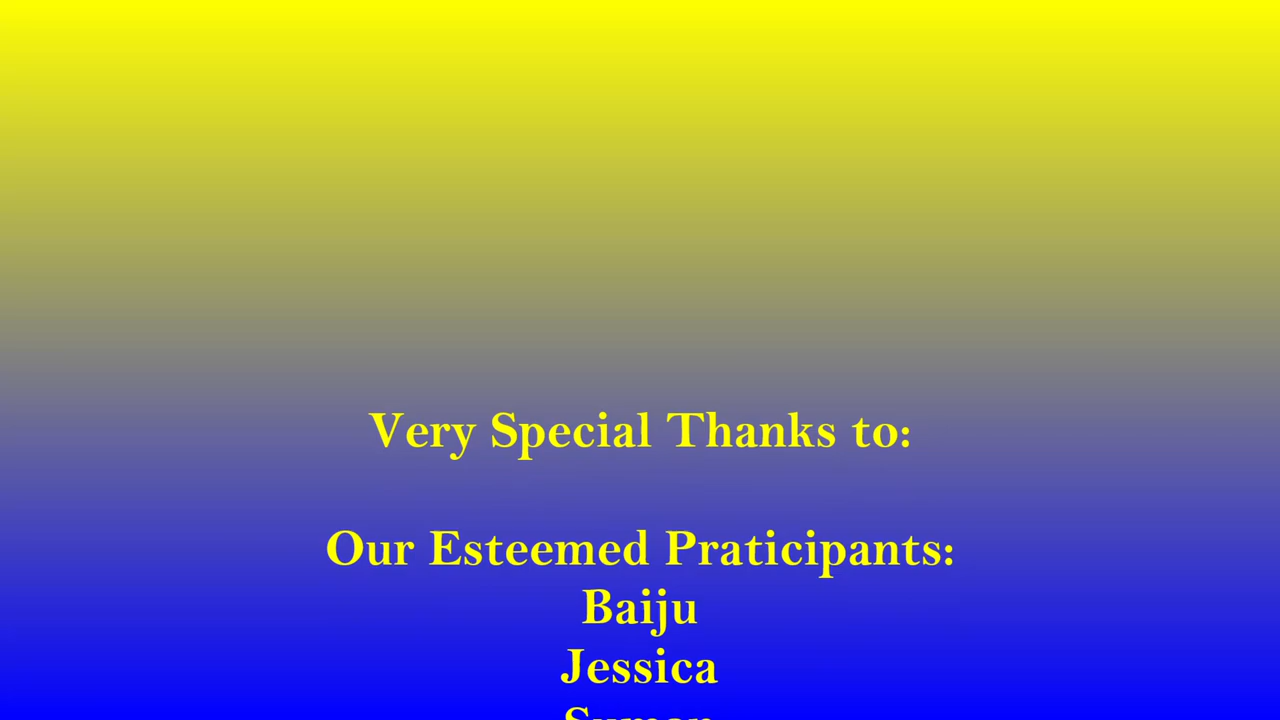 Very Special Thanks to:
Our Esteemed Praticipants:
Baiju
Jessica